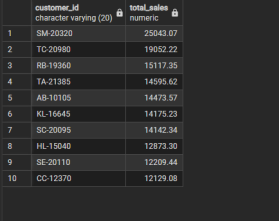 customer_id
character varying (20)
total_sales
numeric
1 SM-20320 25043.07
2 TC-20980 19052.22
3 RB-19360 15117.35
4 TA-21385 14595.62
5 AB-10105 14473.57
6 KL-16645 14175.23
7 SC-20095 14142.34
8 HL-15040 12873.30
9 SE-20110 12209.44
10 CC-12370 12129.08